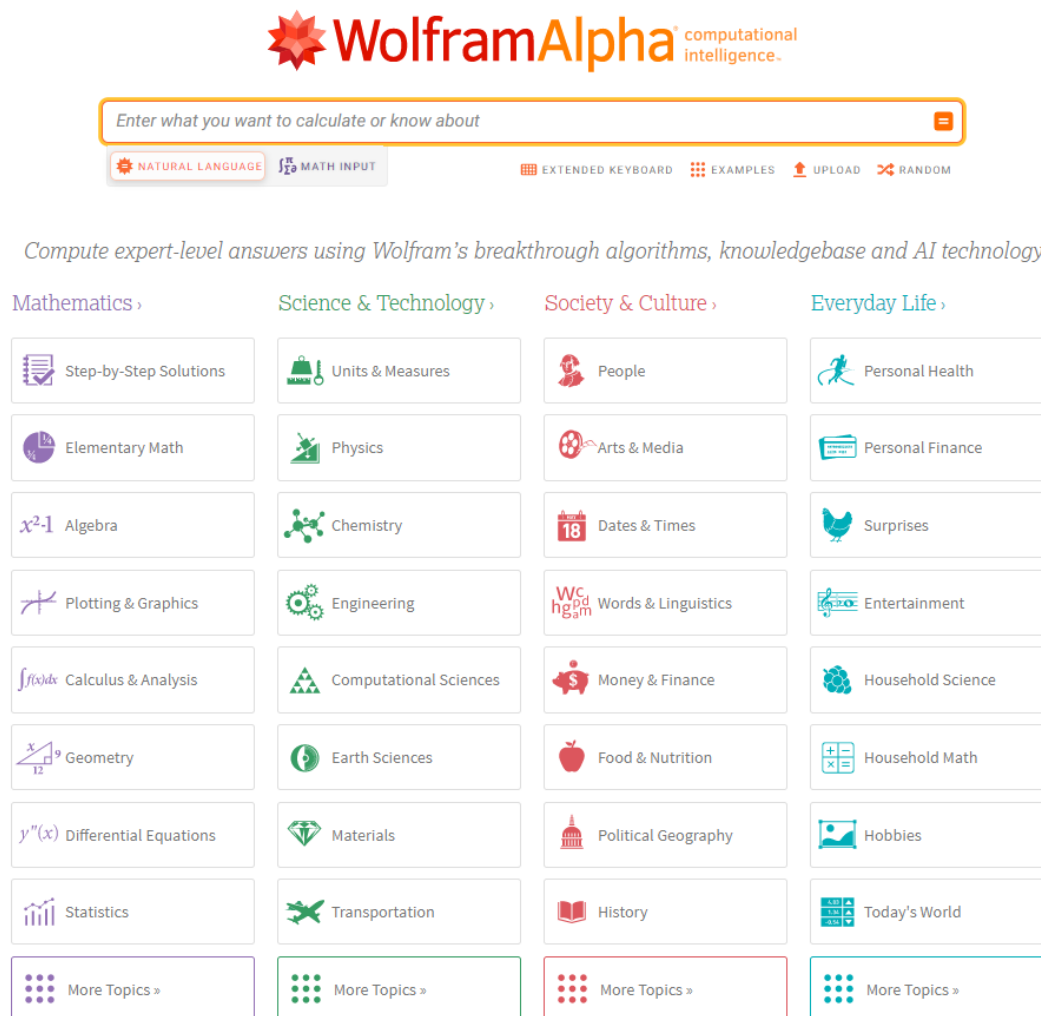 WolframAlpha computational intelligence™
Enter what you want to calculate or know about
NATURAL LANGUAGE
MATH INPUT
EXTENDED KEYBOARD
EXAMPLES
UPLOAD
RANDOM
Compute expert-level answers using Wolfram's breakthrough algorithms, knowledgebase and AI technology
Mathematics ›
Step-by-Step Solutions
Elementary Math
x²-1 Algebra
Plotting & Graphics
∫f(x)dx Calculus & Analysis
x 9 12 Geometry
y″(x) Differential Equations
Statistics
More Topics »
Science & Technology ›
Units & Measures
Physics
Chemistry
Engineering
Computational Sciences
Earth Sciences
Materials
Transportation
More Topics »
Society & Culture ›
People
Arts & Media
18 Dates & Times
Words & Linguistics
$ Money & Finance
Food & Nutrition
Political Geography
History
More Topics »
Everyday Life ›
Personal Health
Personal Finance
Surprises
Entertainment
Household Science
Household Math
Hobbies
Today's World
More Topics »